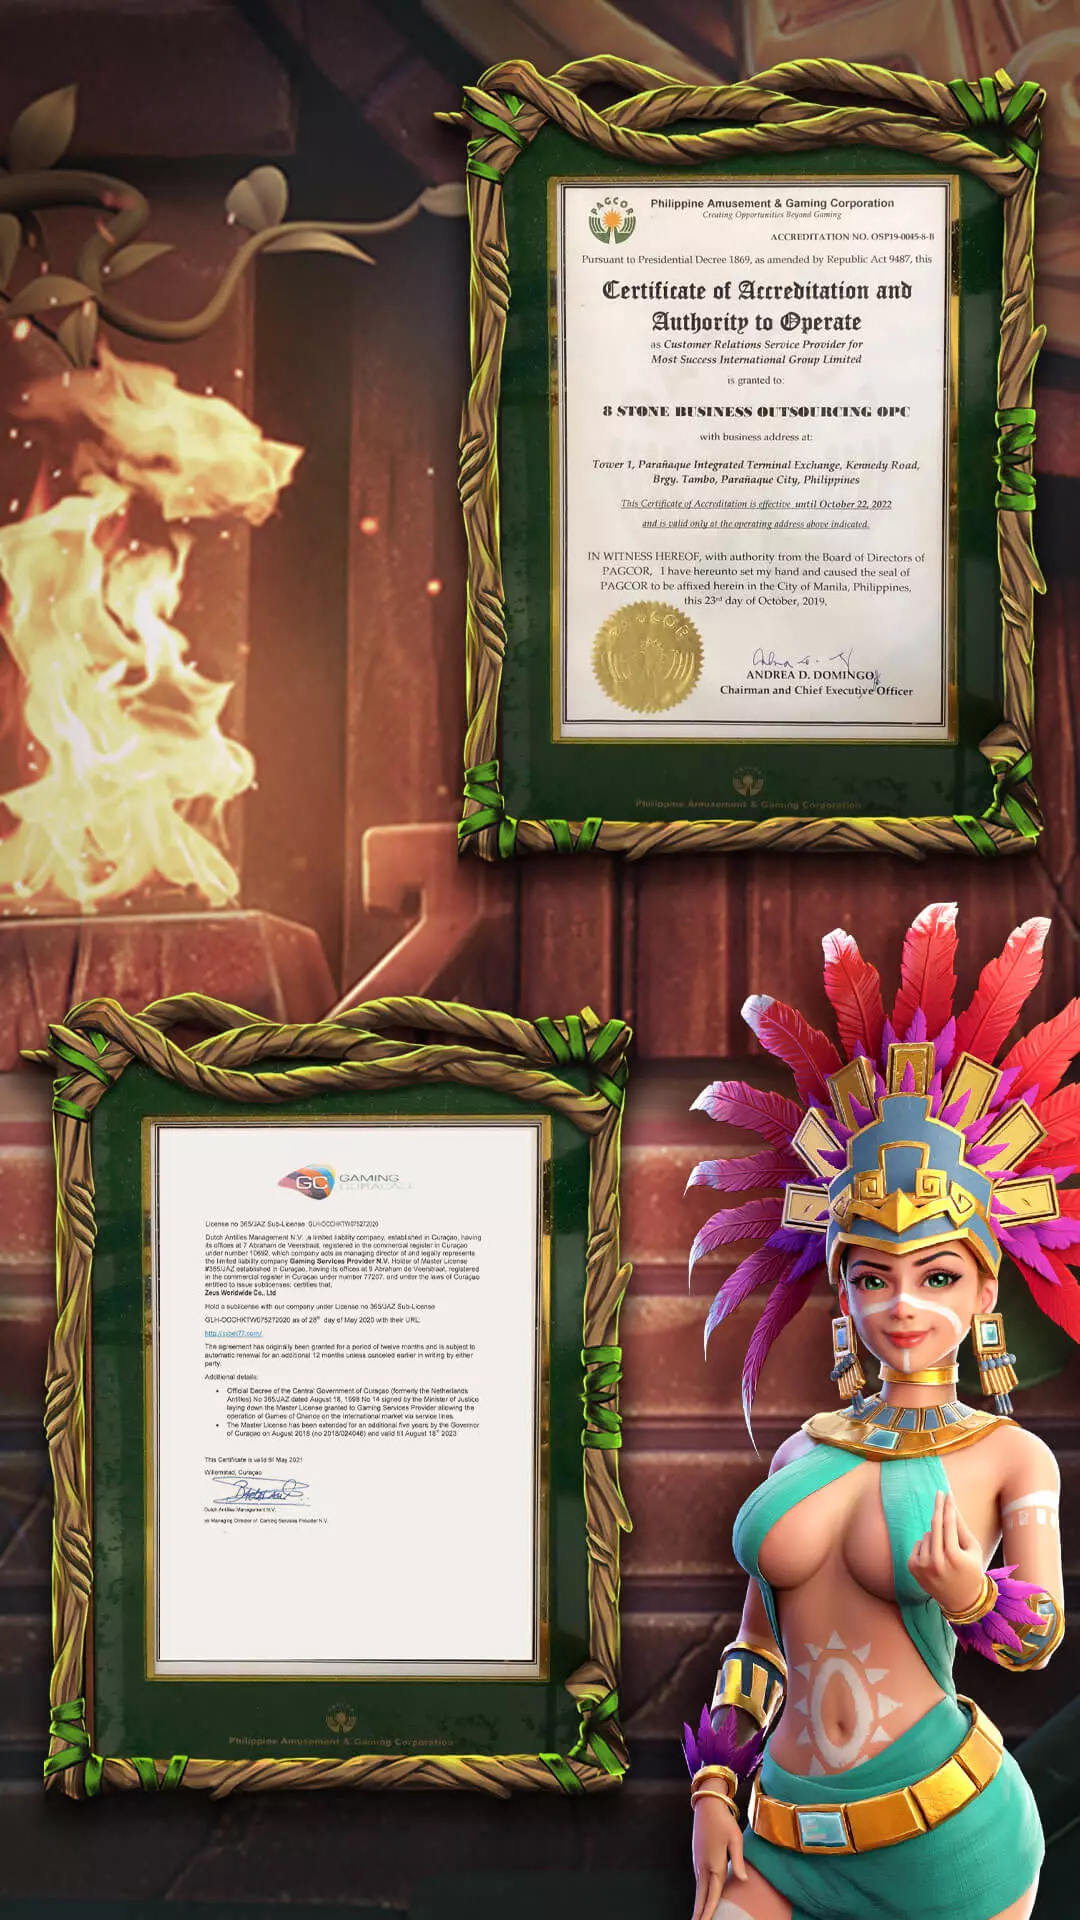 PAGCOR
Philippine Amusement & Gaming Corporation
Creating Opportunities Beyond Gaming
ACCREDITATION NO. OSP19-0045-8-B
Pursuant to Presidential Decree 1869, as amended by Republic Act 9487, this
Certificate of Accreditation and
Authority to Operate
as Customer Relations Service Provider for
Most Success International Group Limited
is granted to:
8 STONE BUSINESS OUTSOURCING OPC
with business address at:
Tower 1, Parañaque Integrated Terminal Exchange, Kennedy Road,
Brgy. Tambo, Parañaque City, Philippines
This Certificate of Accreditation is effective until October 22, 2022
and is valid only at the operating address above indicated.
IN WITNESS HEREOF, with authority from the Board of Directors of
PAGCOR, I have hereunto set my hand and caused the seal of
PAGCOR to be affixed herein in the City of Manila, Philippines,
this 23rd day of October, 2019.
PAGCOR
ANDREA D. DOMINGO
Chairman and Chief Executive Officer
Philippine Amusement & Gaming Corporation
GC GAMING
CURACAO
License no 365/JAZ Sub-License
Dutch Antilles Management N.V. ,a limited liability company, established in Curaçao, having
its offices at 7 Abraham de Veerstraat, registered in the commercial register in Curaçao
under number 10692, which company acts as managing director of and legally represents
the limited liability company Gaming Services Provider N.V. Holder of Master License
#365/JAZ established in Curaçao, having its offices at 9 Abraham de Veerstraat, registered
in the commercial register in Curaçao under number 77207, and under the laws of Curaçao
entitled to issue sublicenses, certifies that,
Zeus Worldwide Co., Ltd
Hold a sublicense with our company under License no 365/JAZ Sub-License
GLH-OCCHKTW075272020 as of 28th day of May 2020 with their URL:
The agreement has originally been granted for a period of twelve months and is subject to
automatic renewal for an additional 12 months unless canceled earlier in writing by either
party.
Additional details:
• Official Decree of the Central Government of Curaçao (formerly the Netherlands
Antilles) No 365/JAZ dated August 18, 1998 No 14 signed by the Minister of Justice
laying down the Master License granted to Gaming Services Provider allowing the
operation of Games of Chance on the international market via service lines.
• The Master License has been extended for an additional five years by the Governor
of Curaçao on August 2018 (no 2018/024046) and valid till August 18th 2023
This Certificate is valid till May 2021
Willemstad, Curaçao
Dutch Antilles Management N.V.
as Managing Director of Gaming Services Provider N.V.
Philippine Amusement & Gaming Corporation